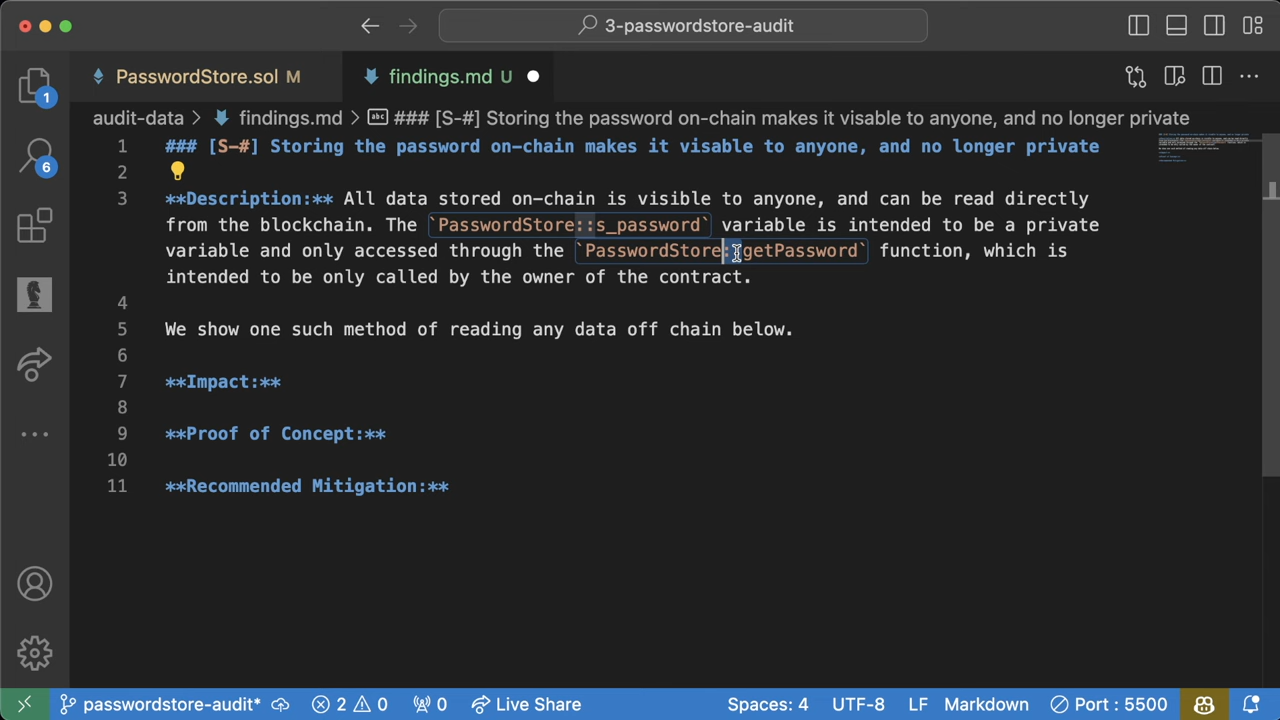 3-passwordstore-audit
PasswordStore.sol M
findings.md U
audit-data > findings.md > ### [S-#] Storing the password on-chain makes it visable to anyone, and no longer private
1 ### [S-#] Storing the password on-chain makes it visable to anyone, and no longer private
2
3 **Description:** All data stored on-chain is visible to anyone, and can be read directly
from the blockchain. The `PasswordStore::s_password` variable is intended to be a private
variable and only accessed through the `PasswordStore::getPassword` function, which is
intended to be only called by the owner of the contract.
4
5 We show one such method of reading any data off chain below.
6
7 **Impact:**
8
9 **Proof of Concept:**
10
11 **Recommended Mitigation:**
1
6
passwordstore-audit* 2 0 0 Live Share Spaces: 4 UTF-8 LF Markdown Port : 5500